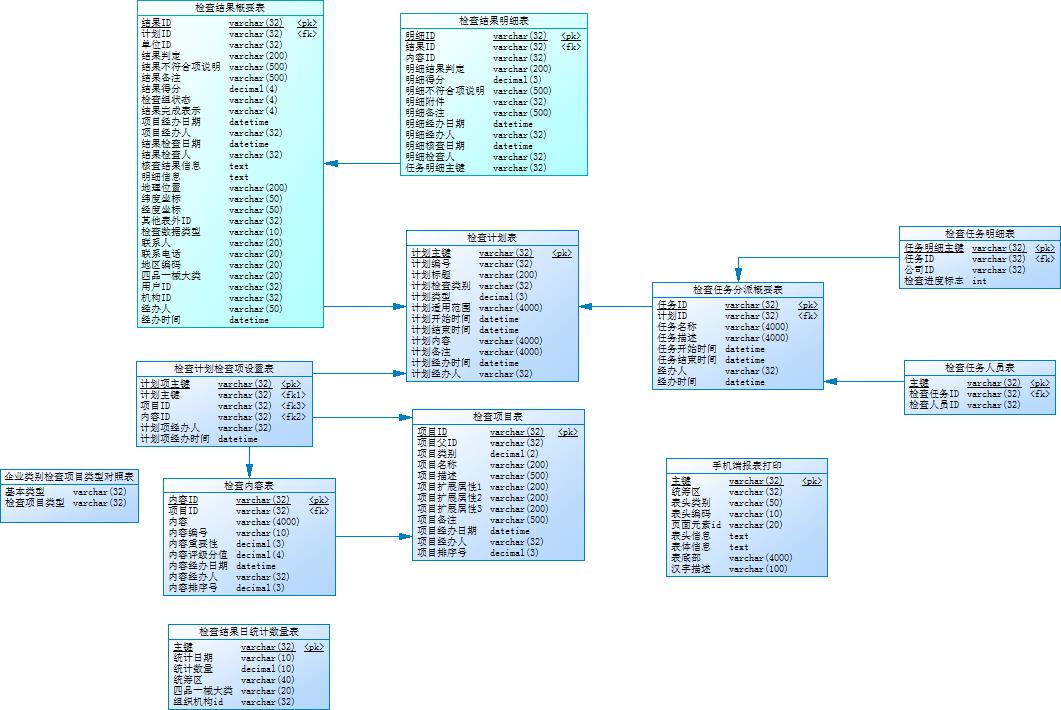 检查结果概要表
结果ID varchar(32) <pk>
计划ID varchar(32) <fk>
单位ID varchar(32)
结果判定 varchar(200)
结果不符合项说明 varchar(500)
结果备注 varchar(500)
结果得分 decimal(4)
检查组状态 varchar(4)
结果完成表示 varchar(4)
项目经办日期 datetime
项目经办人 varchar(32)
结果检查日期 datetime
结果检查人 varchar(32)
核查结果信息 text
明细信息 text
地理位置 varchar(200)
纬度坐标 varchar(50)
经度坐标 varchar(50)
其他表外ID varchar(32)
检查数据类型 varchar(10)
联系人 varchar(20)
联系电话 varchar(20)
地区编码 varchar(20)
四品一械大类 varchar(20)
用户ID varchar(32)
机构ID varchar(32)
经办人 varchar(50)
经办时间 datetime
检查结果明细表
明细ID varchar(32) <pk>
结果ID varchar(32) <fk>
内容ID varchar(32)
明细结果判定 varchar(200)
明细得分 decimal(3)
明细不符合项说明 varchar(500)
明细附件 varchar(32)
明细备注 varchar(500)
明细经办日期 datetime
明细经办人 varchar(32)
明细核查日期 datetime
明细检查人 varchar(32)
任务明细主键 varchar(32)
检查计划表
计划主键 varchar(32) <pk>
计划编号 varchar(32)
计划标题 varchar(200)
计划检查类别 varchar(32)
计划类型 decimal(3)
计划适用范围 varchar(4000)
计划开始时间 datetime
计划结束时间 datetime
计划内容 varchar(4000)
计划备注 varchar(4000)
计划经办时间 datetime
计划经办人 varchar(32)
检查任务分派概要表
任务ID varchar(32) <pk>
计划ID varchar(32) <fk>
任务名称 varchar(4000)
任务描述 varchar(4000)
任务开始时间 datetime
任务结束时间 datetime
经办人 varchar(32)
经办时间 datetime
检查任务明细表
任务明细主键 varchar(32) <pk>
任务ID varchar(32) <fk>
公司ID varchar(32)
检查进度标志 int
检查任务人员表
主键 varchar(32) <pk>
检查任务ID varchar(32) <fk>
检查人员ID varchar(32)
检查计划检查项设置表
计划项主键 varchar(32) <pk>
计划主键 varchar(32) <fk1>
项目ID varchar(32) <fk3>
内容ID varchar(32) <fk2>
计划项经办人 varchar(32)
计划项经办时间 datetime
检查项目表
项目ID varchar(32) <pk>
项目父ID varchar(32)
项目类别 decimal(2)
项目名称 varchar(200)
项目描述 varchar(500)
项目扩展属性1 varchar(200)
项目扩展属性2 varchar(200)
项目扩展属性3 varchar(200)
项目备注 varchar(500)
项目经办日期 datetime
项目经办人 varchar(32)
项目排序号 decimal(3)
企业类别检查项目类型对照表
基本类型 varchar(32)
检查项目类型 varchar(32)
检查内容表
内容ID varchar(32) <pk>
项目ID varchar(32) <fk>
内容 varchar(4000)
内容编号 varchar(10)
内容重要性 decimal(3)
内容评级分值 decimal(4)
内容经办日期 datetime
内容经办人 varchar(32)
内容排序号 decimal(3)
手机端报表打印
主键 varchar(32) <pk>
统筹区 varchar(32)
表头类别 varchar(50)
表头编码 varchar(10)
页面元素id varchar(20)
表头信息 text
表体信息 text
表底部 varchar(4000)
汉字描述 varchar(100)
检查结果日统计数量表
主键 varchar(32) <pk>
统计日期 varchar(10)
统计数量 decimal(10)
统筹区 varchar(40)
四品一械大类 varchar(20)
组织机构id varchar(32)